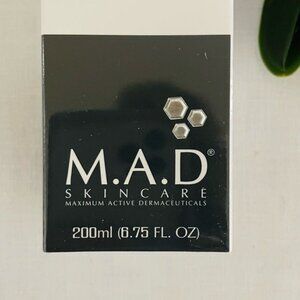 M.A.D®
SKINCARE
MAXIMUM ACTIVE DERMACEUTICALS
200ml (6.75 FL. OZ)